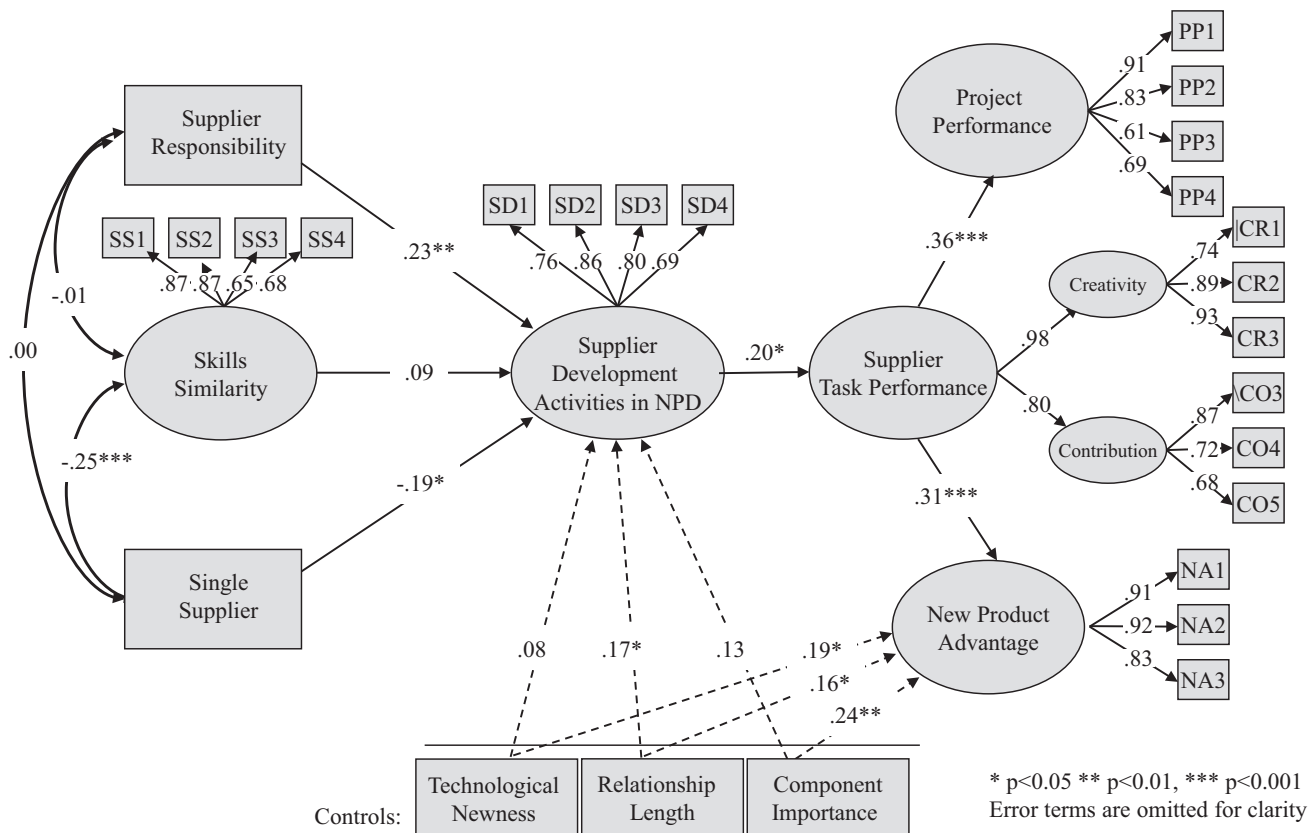 PP1
.91
Project
Performance
.83
PP2
.61
PP3
.69
PP4
Supplier
Responsibility
SD1
SD2
SD3
SD4
SS1
SS2
SS3
SS4
.23**
.76
.86
.80
.69
.36***
|CR1
.74
Creativity
.89
CR2
.93
CR3
.87
.87
.65
.68
-.01
.00
Skills
Similarity
.09
Supplier
Development
Activities in NPD
.20*
Supplier
Task Performance
.98
.80
\CO3
.87
Contribution
.72
CO4
.68
CO5
-.25***
-.19*
.31***
Single
Supplier
New Product
Advantage
NA1
.91
.92
NA2
.83
NA3
.08
.17*
.13
.19*
.16*
.24**
Controls:
Technological
Newness
Relationship
Length
Component
Importance
* p<0.05 ** p<0.01, *** p<0.001
Error terms are omitted for clarity